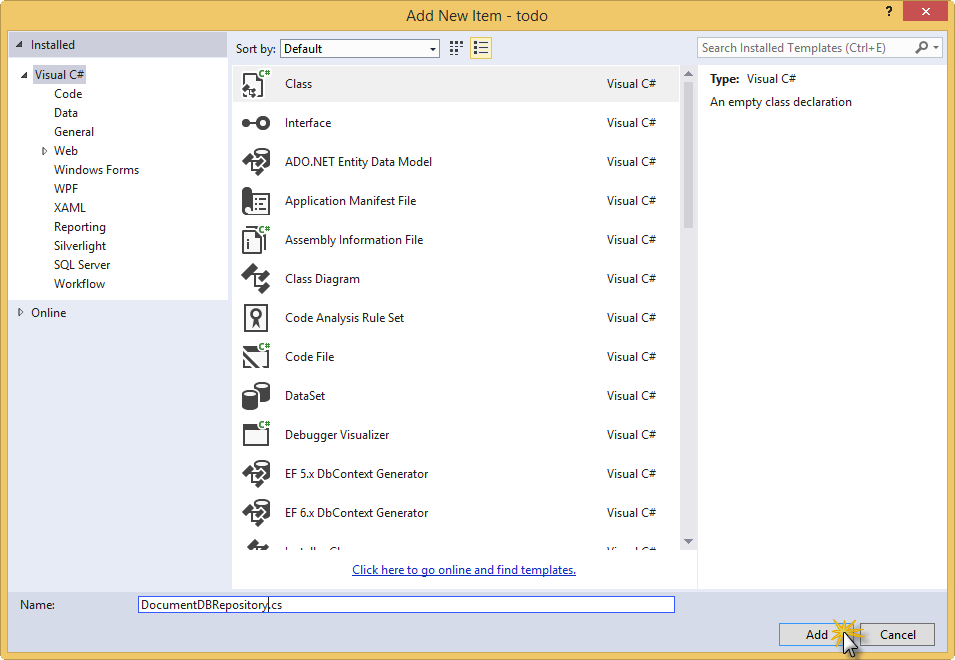 Add New Item - todo
?
Installed
Sort by: Default
Search Installed Templates (Ctrl+E)
Visual C#
Code
Data
General
Web
Windows Forms
WPF
XAML
Reporting
Silverlight
SQL Server
Workflow
Online
C# Class Visual C#
Interface Visual C#
ADO.NET Entity Data Model Visual C#
Application Manifest File Visual C#
C# Assembly Information File Visual C#
Class Diagram Visual C#
Code Analysis Rule Set Visual C#
C# Code File Visual C#
DataSet Visual C#
C# Debugger Visualizer Visual C#
EF 5.x DbContext Generator Visual C#
EF 6.x DbContext Generator Visual C#
Type: Visual C#
An empty class declaration
Click here to go online and find templates.
Name: DocumentDBRepository.cs
Add Cancel